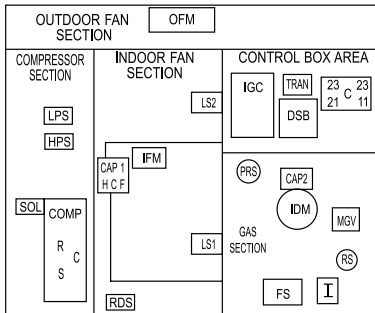 OUTDOOR FAN
SECTION
OFM
COMPRESSOR
SECTION
LPS
HPS
SOL
COMP
R
C
S
INDOOR FAN
SECTION
LS2
IFM
CAP 1
H C F
LS1
RDS
CONTROL BOX AREA
IGC
TRAN
DSB
23 C 23
21 11
PRS
CAP2
IDM
MGV
GAS
SECTION
RS
FS
I